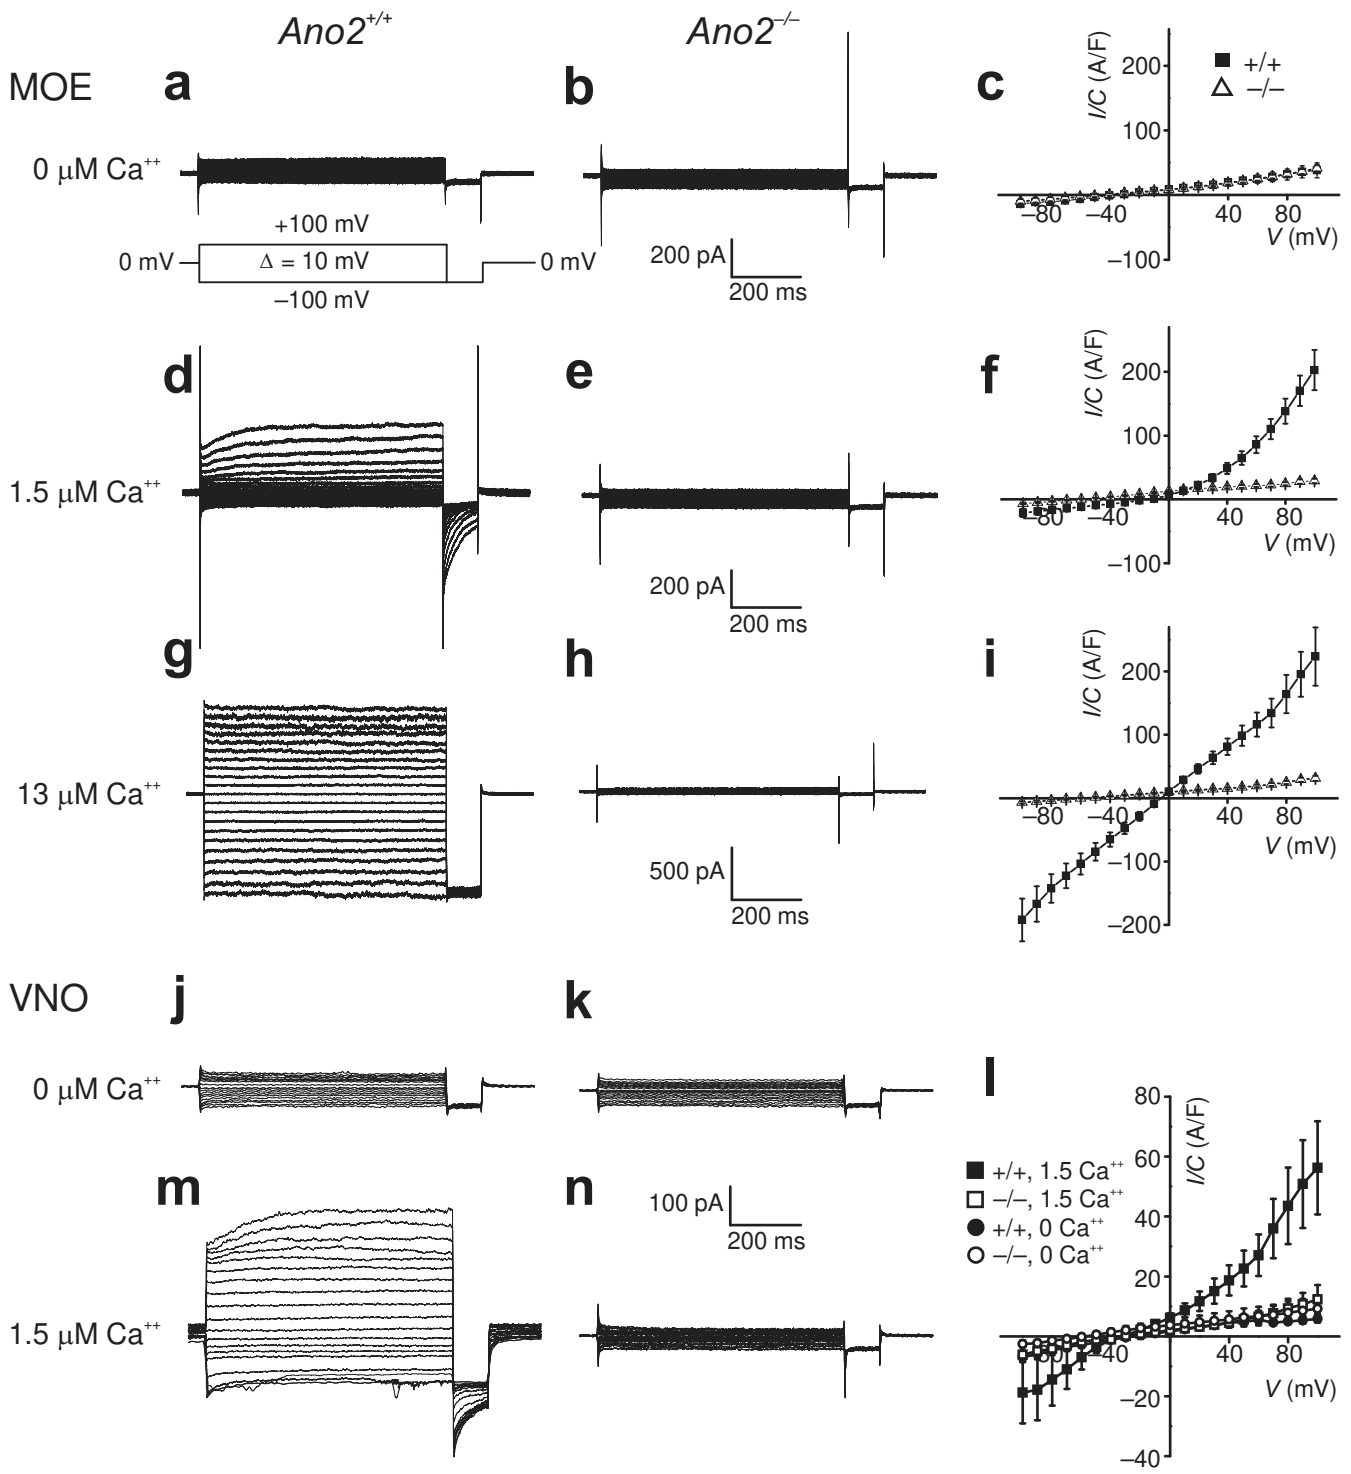 Ano2+/+
Ano2–/–
MOE
a
b
c
I/C (A/F)
+/+
–/–
200
100
–80
–40
40
80
V (mV)
–100
0 µM Ca++
+100 mV
0 mV
Δ = 10 mV
0 mV
–100 mV
200 pA
200 ms
d
e
f
I/C (A/F)
200
100
–80
–40
40
80
V (mV)
–100
1.5 µM Ca++
200 pA
200 ms
g
h
i
I/C (A/F)
200
100
–80
–40
40
80
V (mV)
–100
–200
13 µM Ca++
500 pA
200 ms
VNO
j
k
l
0 µM Ca++
80
I/C (A/F)
60
40
20
–80
–40
40
80
V (mV)
–20
–40
+/+, 1.5 Ca++
–/–, 1.5 Ca++
+/+, 0 Ca++
–/–, 0 Ca++
m
n
100 pA
200 ms
1.5 µM Ca++